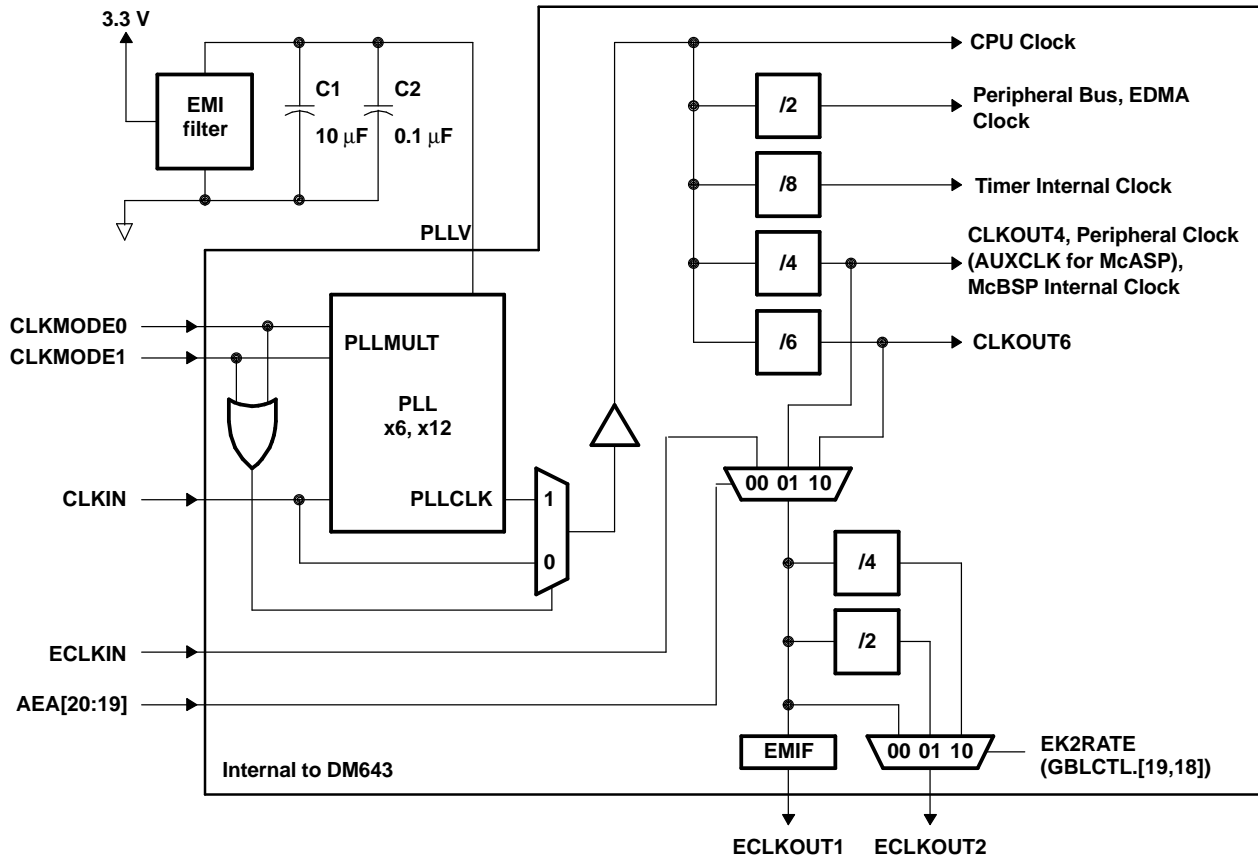 3.3 V
EMI
filter
C1
10 µF
C2
0.1 µF
CPU Clock
/2
Peripheral Bus, EDMA
Clock
/8
Timer Internal Clock
/4
CLKOUT4, Peripheral Clock
(AUXCLK for McASP),
McBSP Internal Clock
/6
CLKOUT6
PLLV
CLKMODE0
CLKMODE1
PLLMULT
PLL
x6, x12
CLKIN
PLLCLK
1
0
00 01 10
/4
/2
ECLKIN
AEA[20:19]
EMIF
00 01 10
EK2RATE
(GBLCTL.[19,18])
Internal to DM643
ECLKOUT1
ECLKOUT2